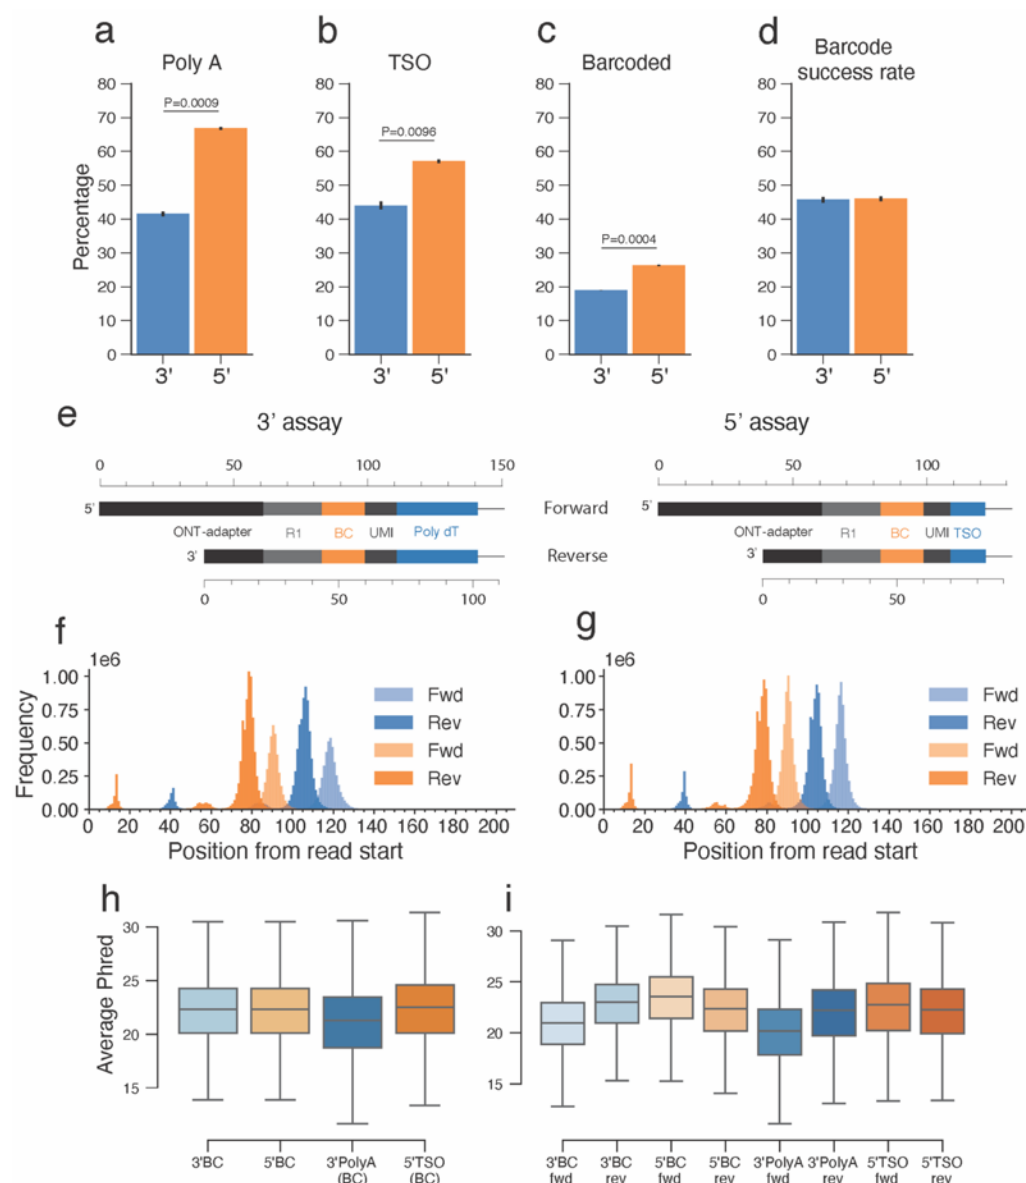 a
Poly A
80
70
60
50
40
30
20
10
0
Percentage
P=0.0009
3' 5'
b
TSO
80
70
60
50
40
30
20
10
0
P=0.0096
3' 5'
c
Barcoded
80
70
60
50
40
30
20
10
0
P=0.0004
3' 5'
d
Barcode
success rate
80
70
60
50
40
30
20
10
0
3' 5'
e
3’ assay
0 50 100 150
5'
ONT-adapter R1 BC UMI Poly dT
3'
0 50 100
Forward
Reverse
5’ assay
0 50 100
5'
ONT-adapter R1 BC UMI TSO
3'
0 50
f
1e6
1.00
0.75
0.50
0.25
0.00
Frequency
Fwd
Rev
Fwd
Rev
0 20 40 60 80 100 120 140 160 180 200
Position from read start
g
1e6
1.00
0.75
0.50
0.25
0.00
Fwd
Rev
Fwd
Rev
0 20 40 60 80 100 120 140 160 180 200
Position from read start
h
30
25
20
15
Average Phred
3'BC
5'BC
3'PolyA
(BC)
5'TSO
(BC)
i
30
25
20
15
3'BC
fwd
3'BC
rev
5'BC
fwd
5'BC
rev
3'PolyA
fwd
3'PolyA
rev
5'TSO
fwd
5'TSO
rev